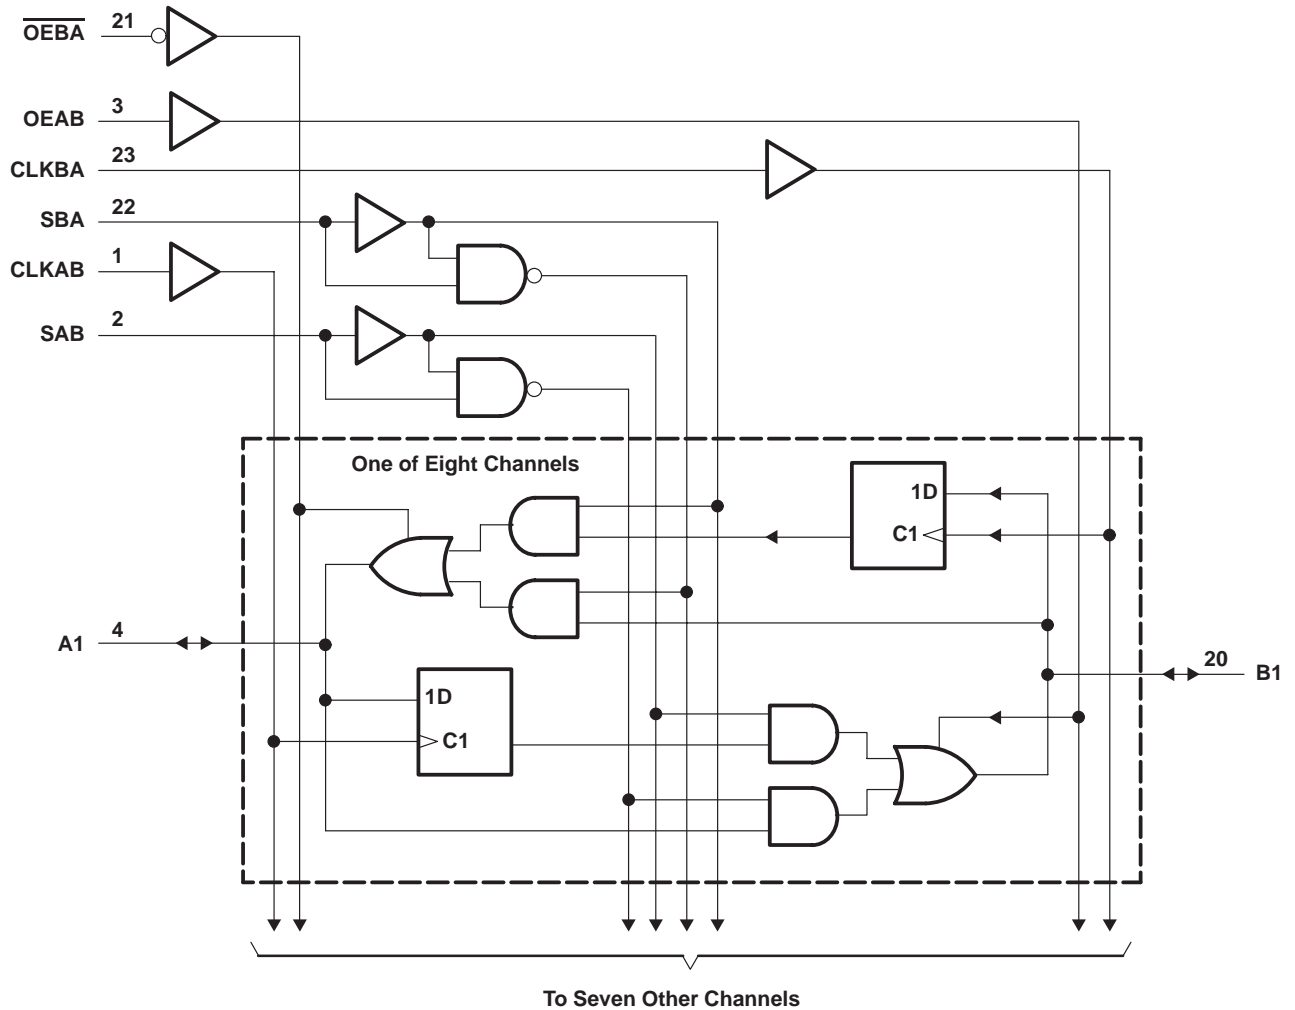 OEBA 21
OEAB 3
CLKBA 23
SBA 22
CLKAB 1
SAB 2
One of Eight Channels
1D
C1
A1 4
20 B1
1D
C1
To Seven Other Channels